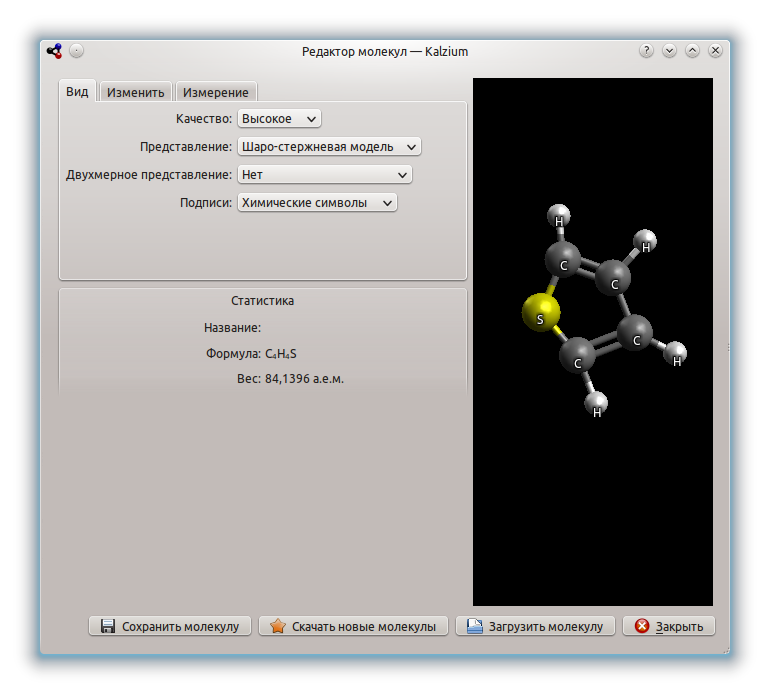 Редактор молекул — Kalzium
Вид Изменить Измерение
Качество: Высокое
Представление: Шаро-стержневая модель
Двухмерное представление: Нет
Подписи: Химические символы
Статистика
Название:
Формула: C₄H₄S
Вес: 84,1396 а.е.м.
H
H
C
C
S
C
H
C
H
Сохранить молекулу Скачать новые молекулы Загрузить молекулу Закрыть